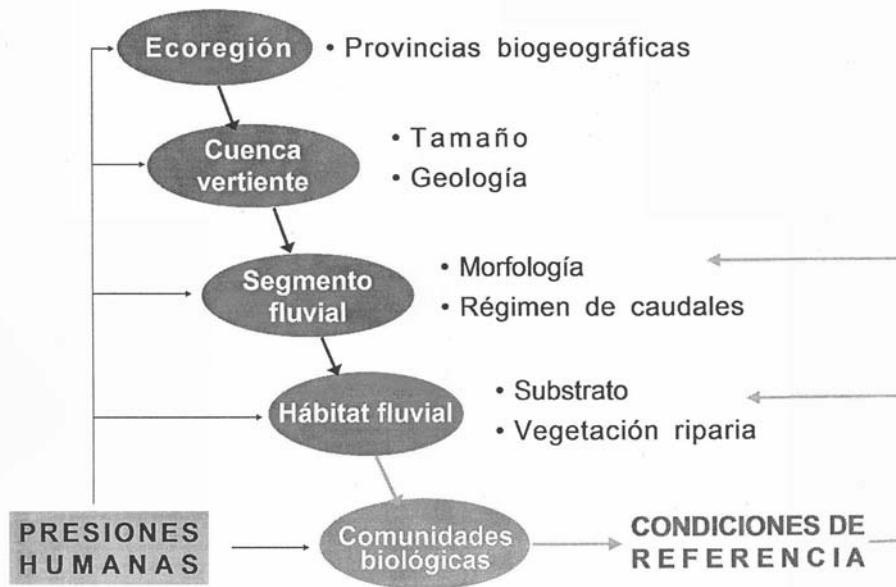 Ecoregión
• Provincias biogeográficas
Cuenca
vertiente
• Tamaño
• Geología
Segmento
fluvial
• Morfología
• Régimen de caudales
Hábitat fluvial
• Substrato
• Vegetación riparia
PRESIONES
HUMANAS
Comunidades
biológicas
CONDICIONES DE
REFERENCIA